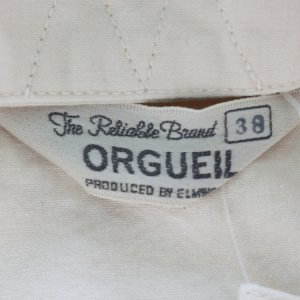 The Reliable Brand 38
ORGUEIL
PRODUCED BY